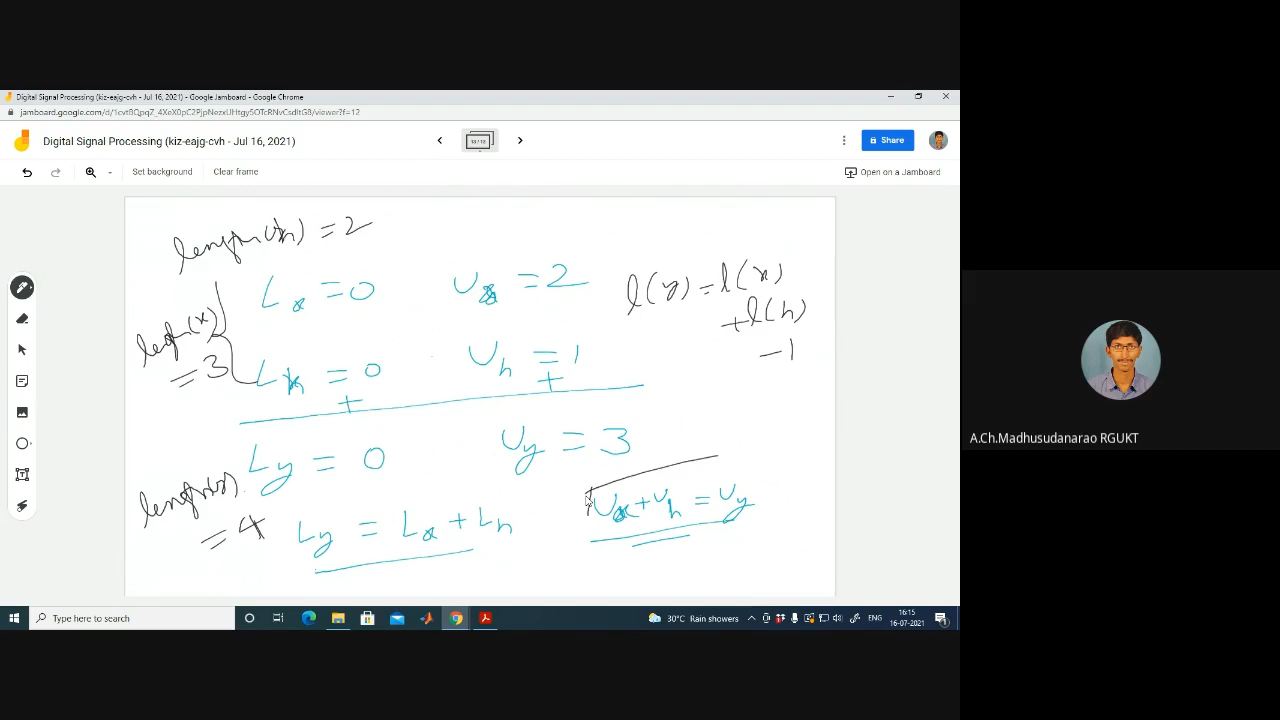 Digital Signal Processing (kiz-eajg-cvh - Jul 16, 2021) - Google Jamboard - Google Chrome
Digital Signal Processing (kiz-eajg-cvh - Jul 16, 2021)
13 / 13
Share
Set background
Clear frame
Open on a Jamboard
length(h) = 2
Lx = 0
Ux = 2
l(y) = l(x)
+ l(h)
- 1
length(x)
= 3
Lh = 0
Uh = 1
+
+
Ly = 0
Uy = 3
length(y)
= 4
Ly = Lx + Lh
Ux + Uh = Uy
A.Ch.Madhusudanarao RGUKT
Type here to search
30°C Rain showers
ENG
16:15
16-07-2021